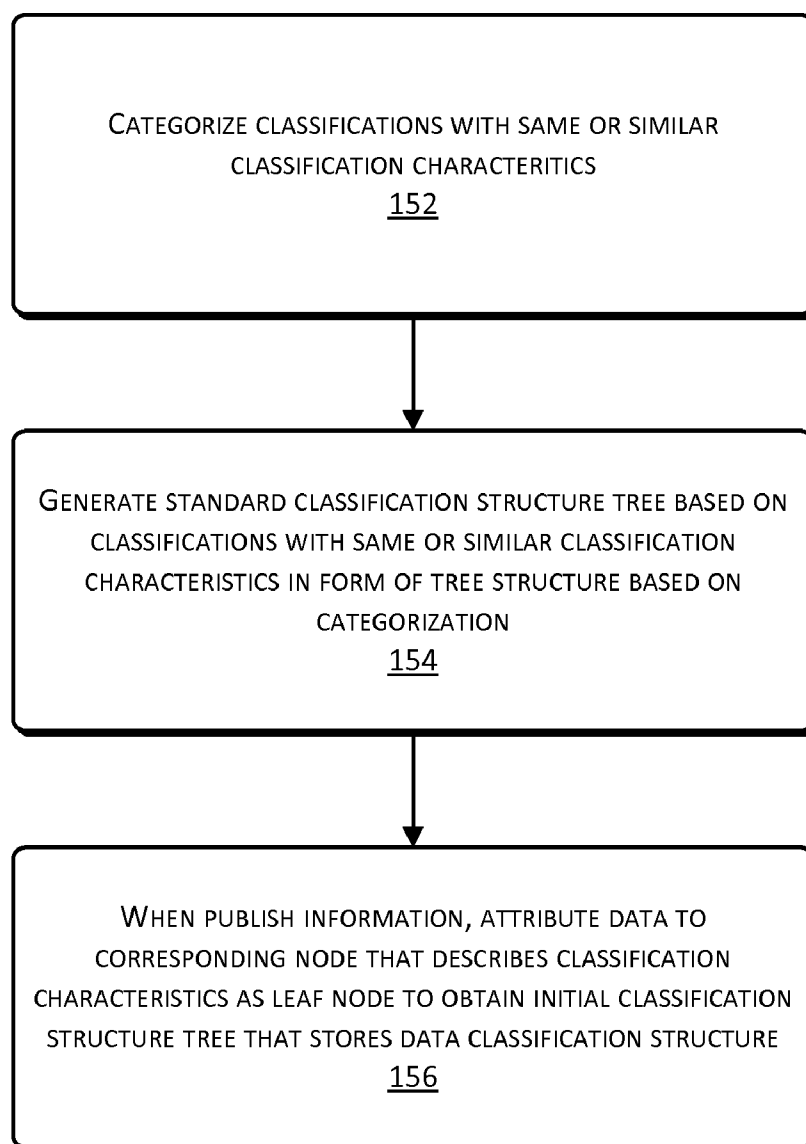 CATEGORIZE CLASSIFICATIONS WITH SAME OR SIMILAR
CLASSIFICATION CHARACTERITICS
152
GENERATE STANDARD CLASSIFICATION STRUCTURE TREE BASED ON
CLASSIFICATIONS WITH SAME OR SIMILAR CLASSIFICATION
CHARACTERISTICS IN FORM OF TREE STRUCTURE BASED ON
CATEGORIZATION
154
WHEN PUBLISH INFORMATION, ATTRIBUTE DATA TO
CORRESPONDING NODE THAT DESCRIBES CLASSIFICATION
CHARACTERISTICS AS LEAF NODE TO OBTAIN INITIAL CLASSIFICATION
STRUCTURE TREE THAT STORES DATA CLASSIFICATION STRUCTURE
156